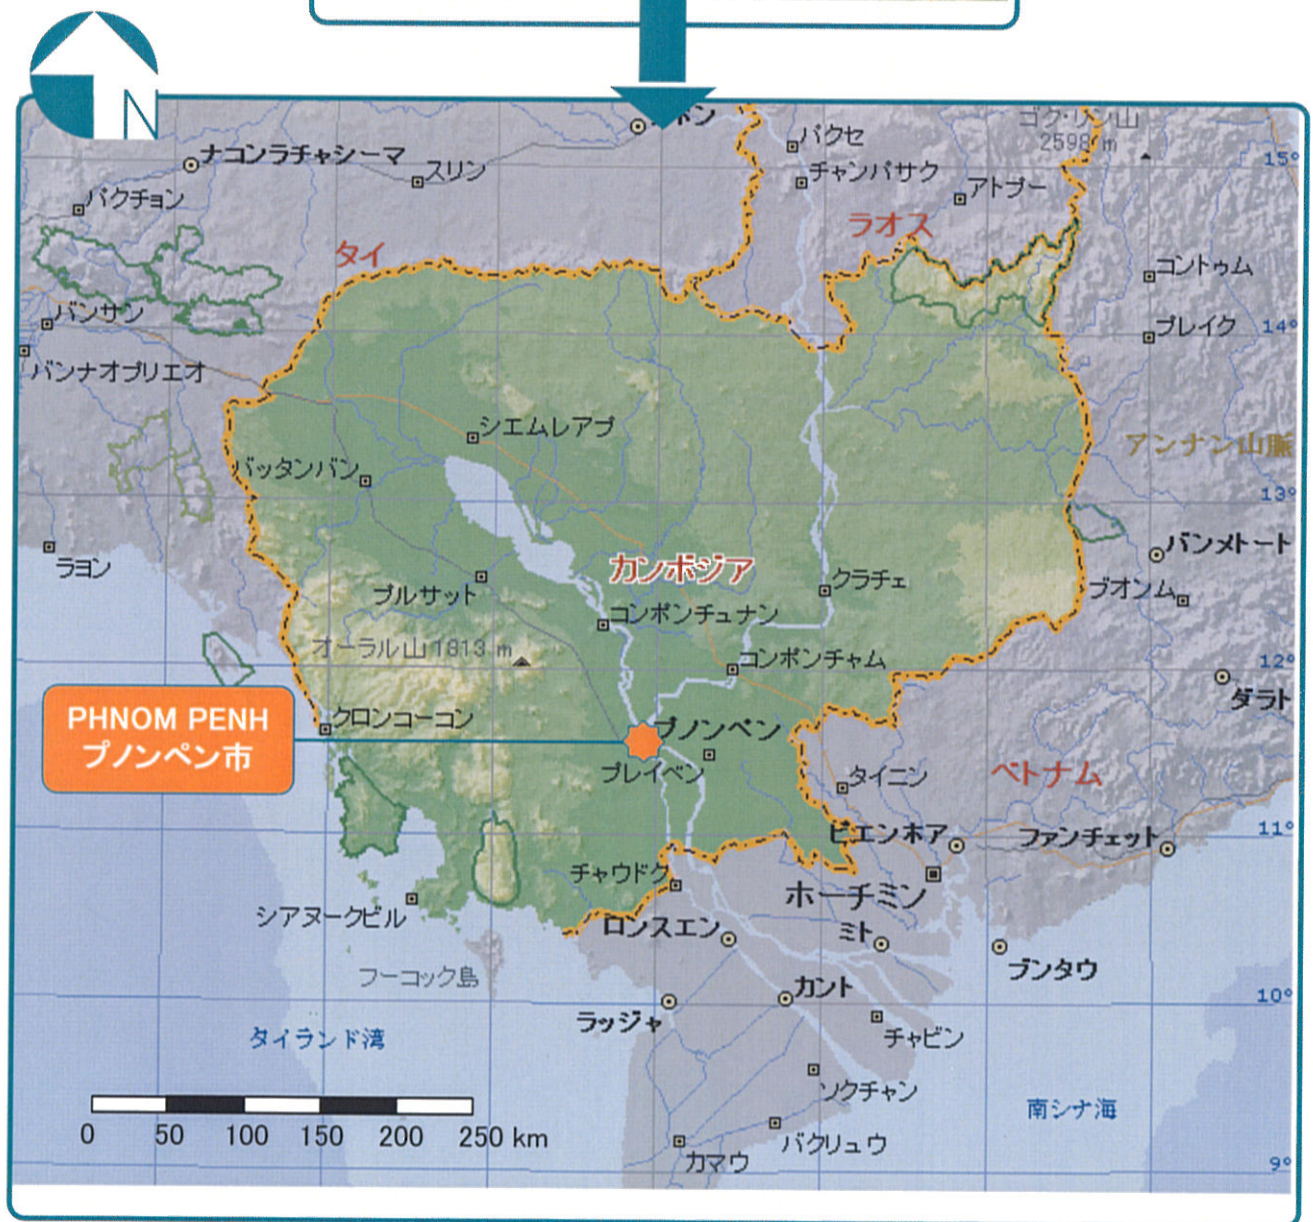 N
ナコンラチャシーマ
スリン
パクセ
ゴク・リン山
2598 m
15°
パクチョン
チャンパサク
アトプー
タイ
ラオス
コントゥム
バンサン
プレイク
14°
バンナオプリエオ
シエムレアプ
アンナン山脈
バッタンバン
13°
ラヨン
カンボジア
バンメトート
プルサット
クラチェ
ブオンム
コンポンチュナン
オーラル山 1813 m
コンポンチャム
12°
ダラト
PHNOM PENH
プノンペン市
クロンコーコン
プノンペン
プレイベン
タイニン
ベトナム
ビエンホア
ファンチェット
11°
チャウドク
ホーチミン
シアヌークビル
ロンスエン
ミト
ブンタウ
フーコック島
カント
10°
ラッジャ
タイランド湾
チャビン
ソクチャン
南シナ海
0 50 100 150 200 250 km
バクリュウ
カマウ
9°